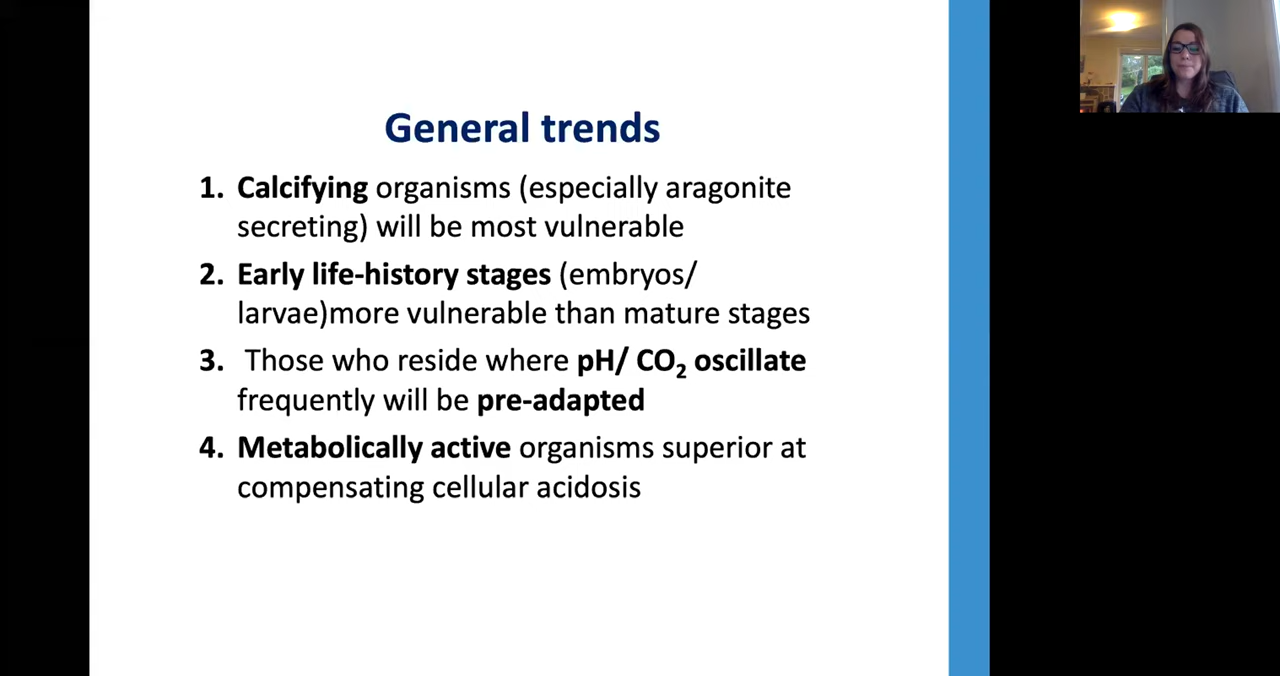 General trends
1. Calcifying organisms (especially aragonite
secreting) will be most vulnerable
2. Early life-history stages (embryos/
larvae)more vulnerable than mature stages
3. Those who reside where pH/ CO₂ oscillate
frequently will be pre-adapted
4. Metabolically active organisms superior at
compensating cellular acidosis